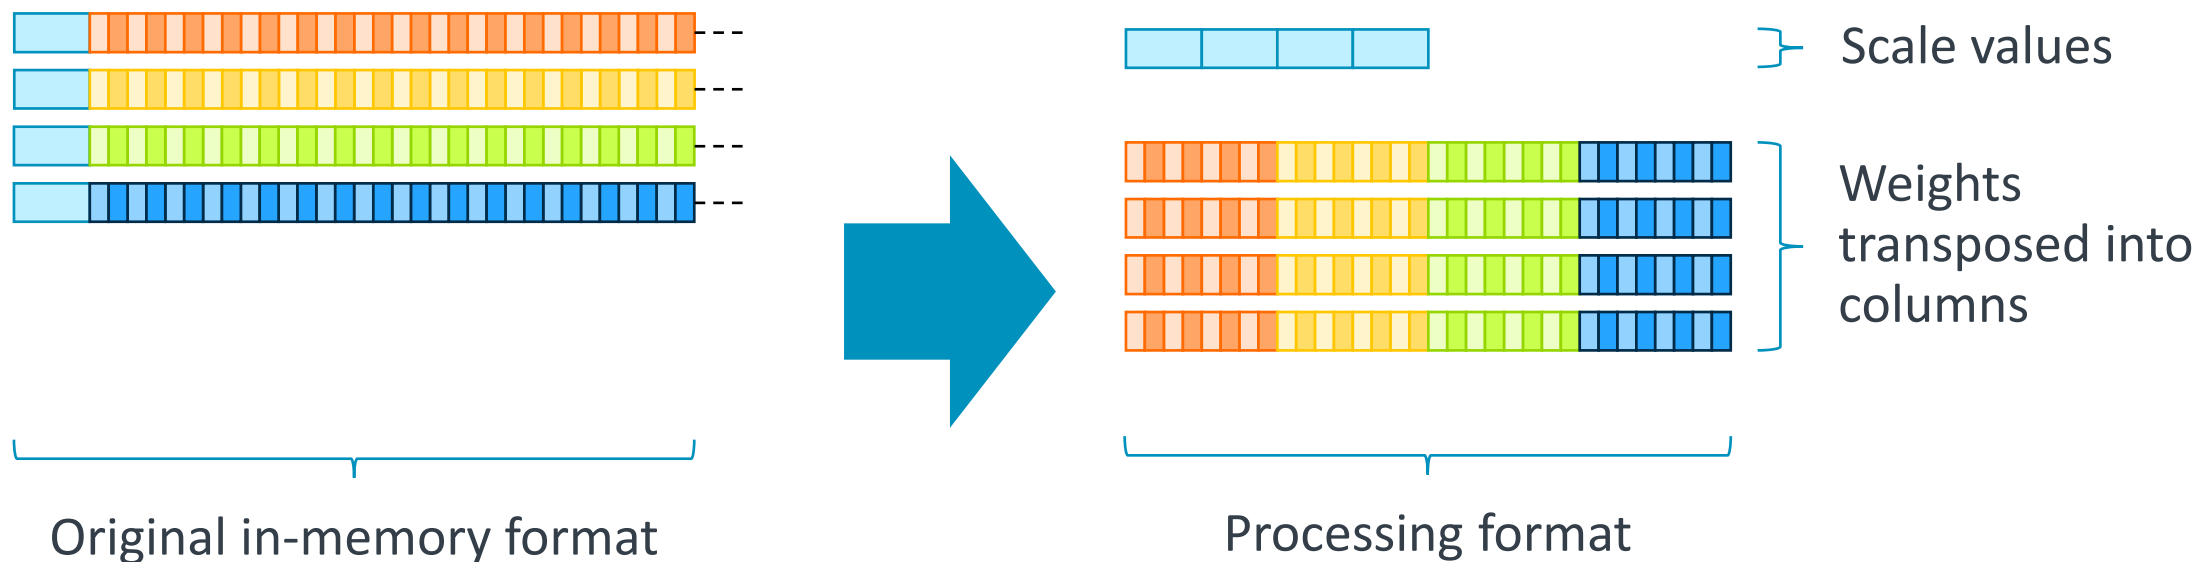 Scale values
Weights
transposed into
columns
Original in-memory format
Processing format